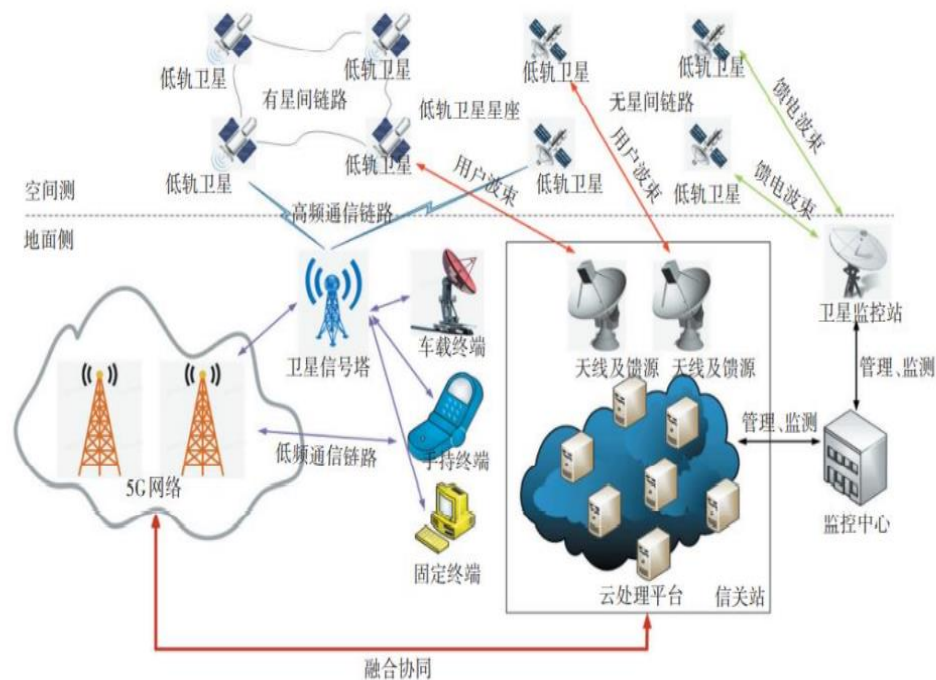 低轨卫星
低轨卫星
低轨卫星
低轨卫星
有星间链路
低轨卫星星座
无星间链路
馈电波束
用户波束
用户波束
馈电波束
低轨卫星
低轨卫星
低轨卫星
低轨卫星
空间测
高频通信链路
地面侧
卫星信号塔
车载终端
天线及馈源
天线及馈源
卫星监控站
管理、监测
管理、监测
低频通信链路
手持终端
5G网络
监控中心
固定终端
云处理平台
信关站
融合协同